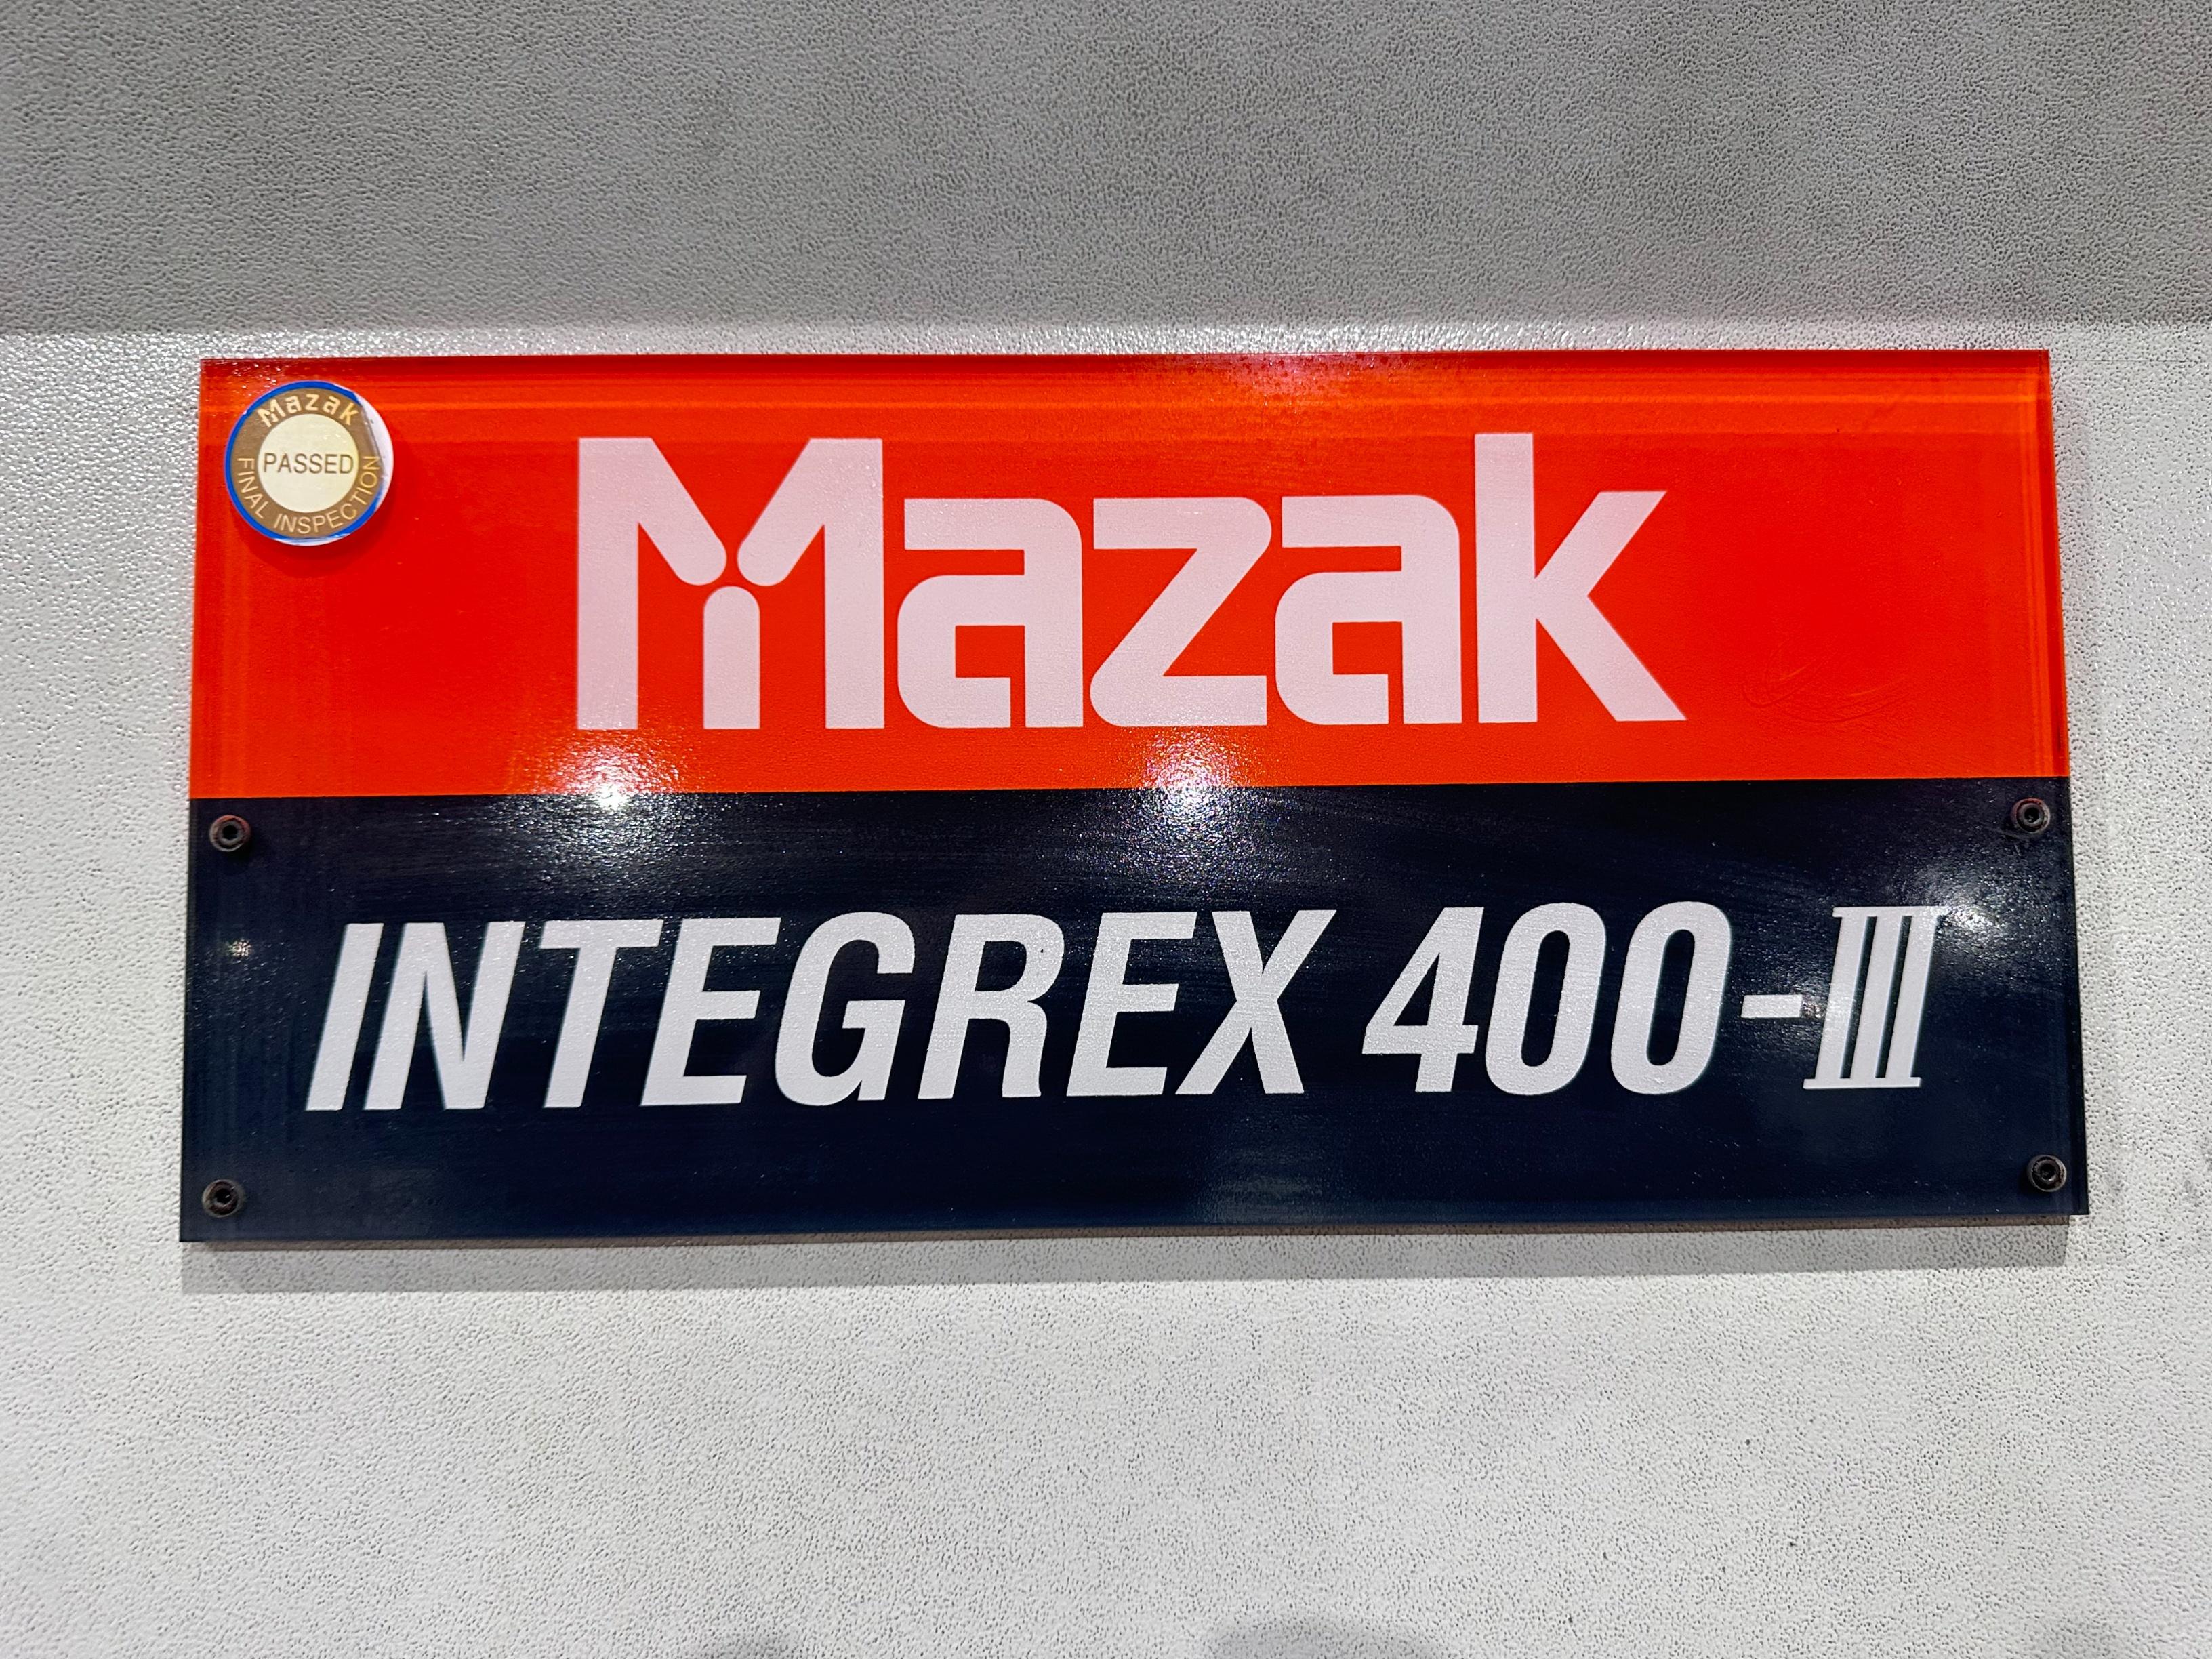 Mazak
PASSED
FINAL INSPECTION
Mazak
INTEGREX 400-III